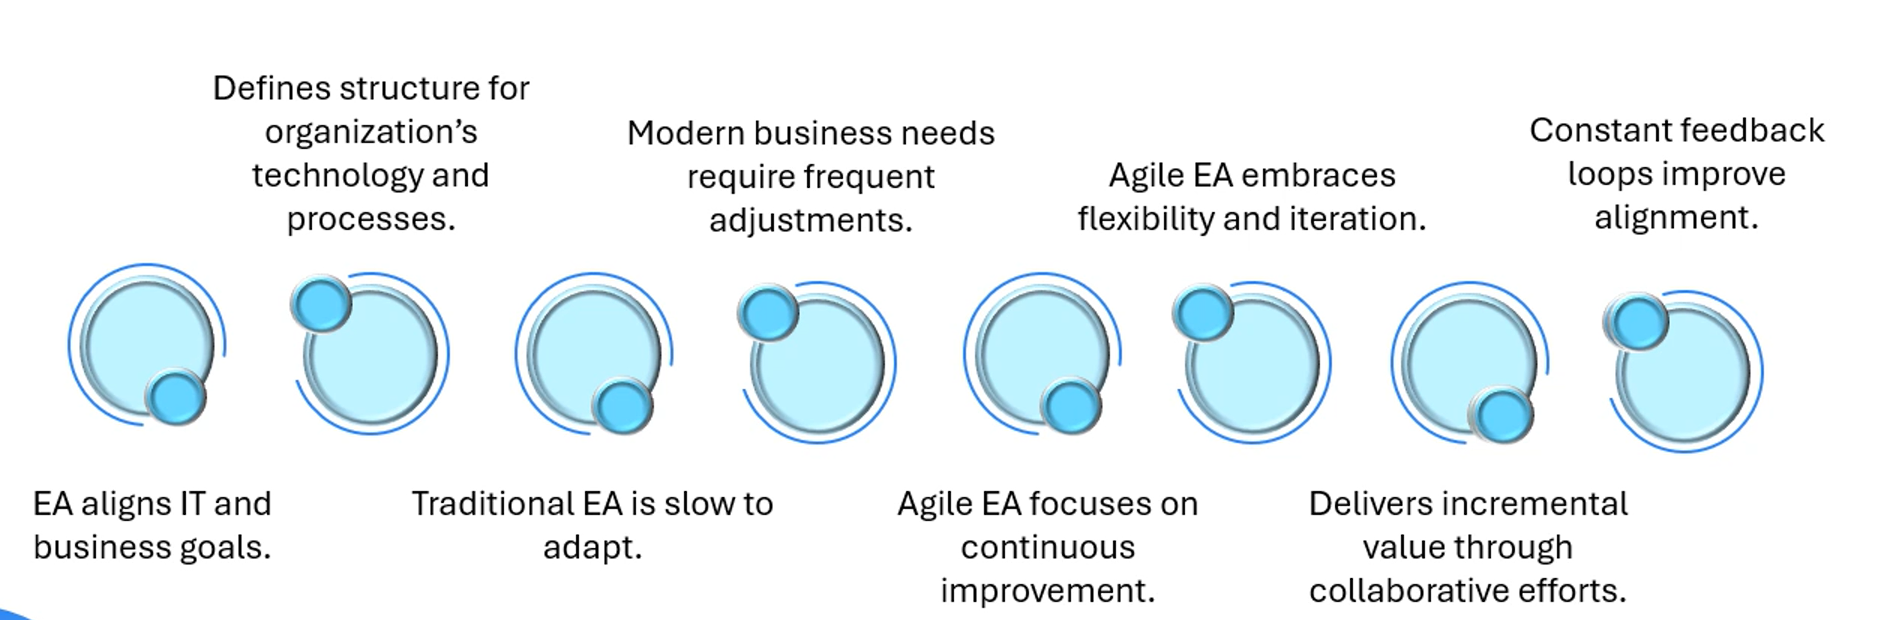 EA aligns IT and
business goals.
Defines structure for
organization’s
technology and
processes.
Traditional EA is slow to
adapt.
Modern business needs
require frequent
adjustments.
Agile EA focuses on
continuous
improvement.
Agile EA embraces
flexibility and iteration.
Delivers incremental
value through
collaborative efforts.
Constant feedback
loops improve
alignment.